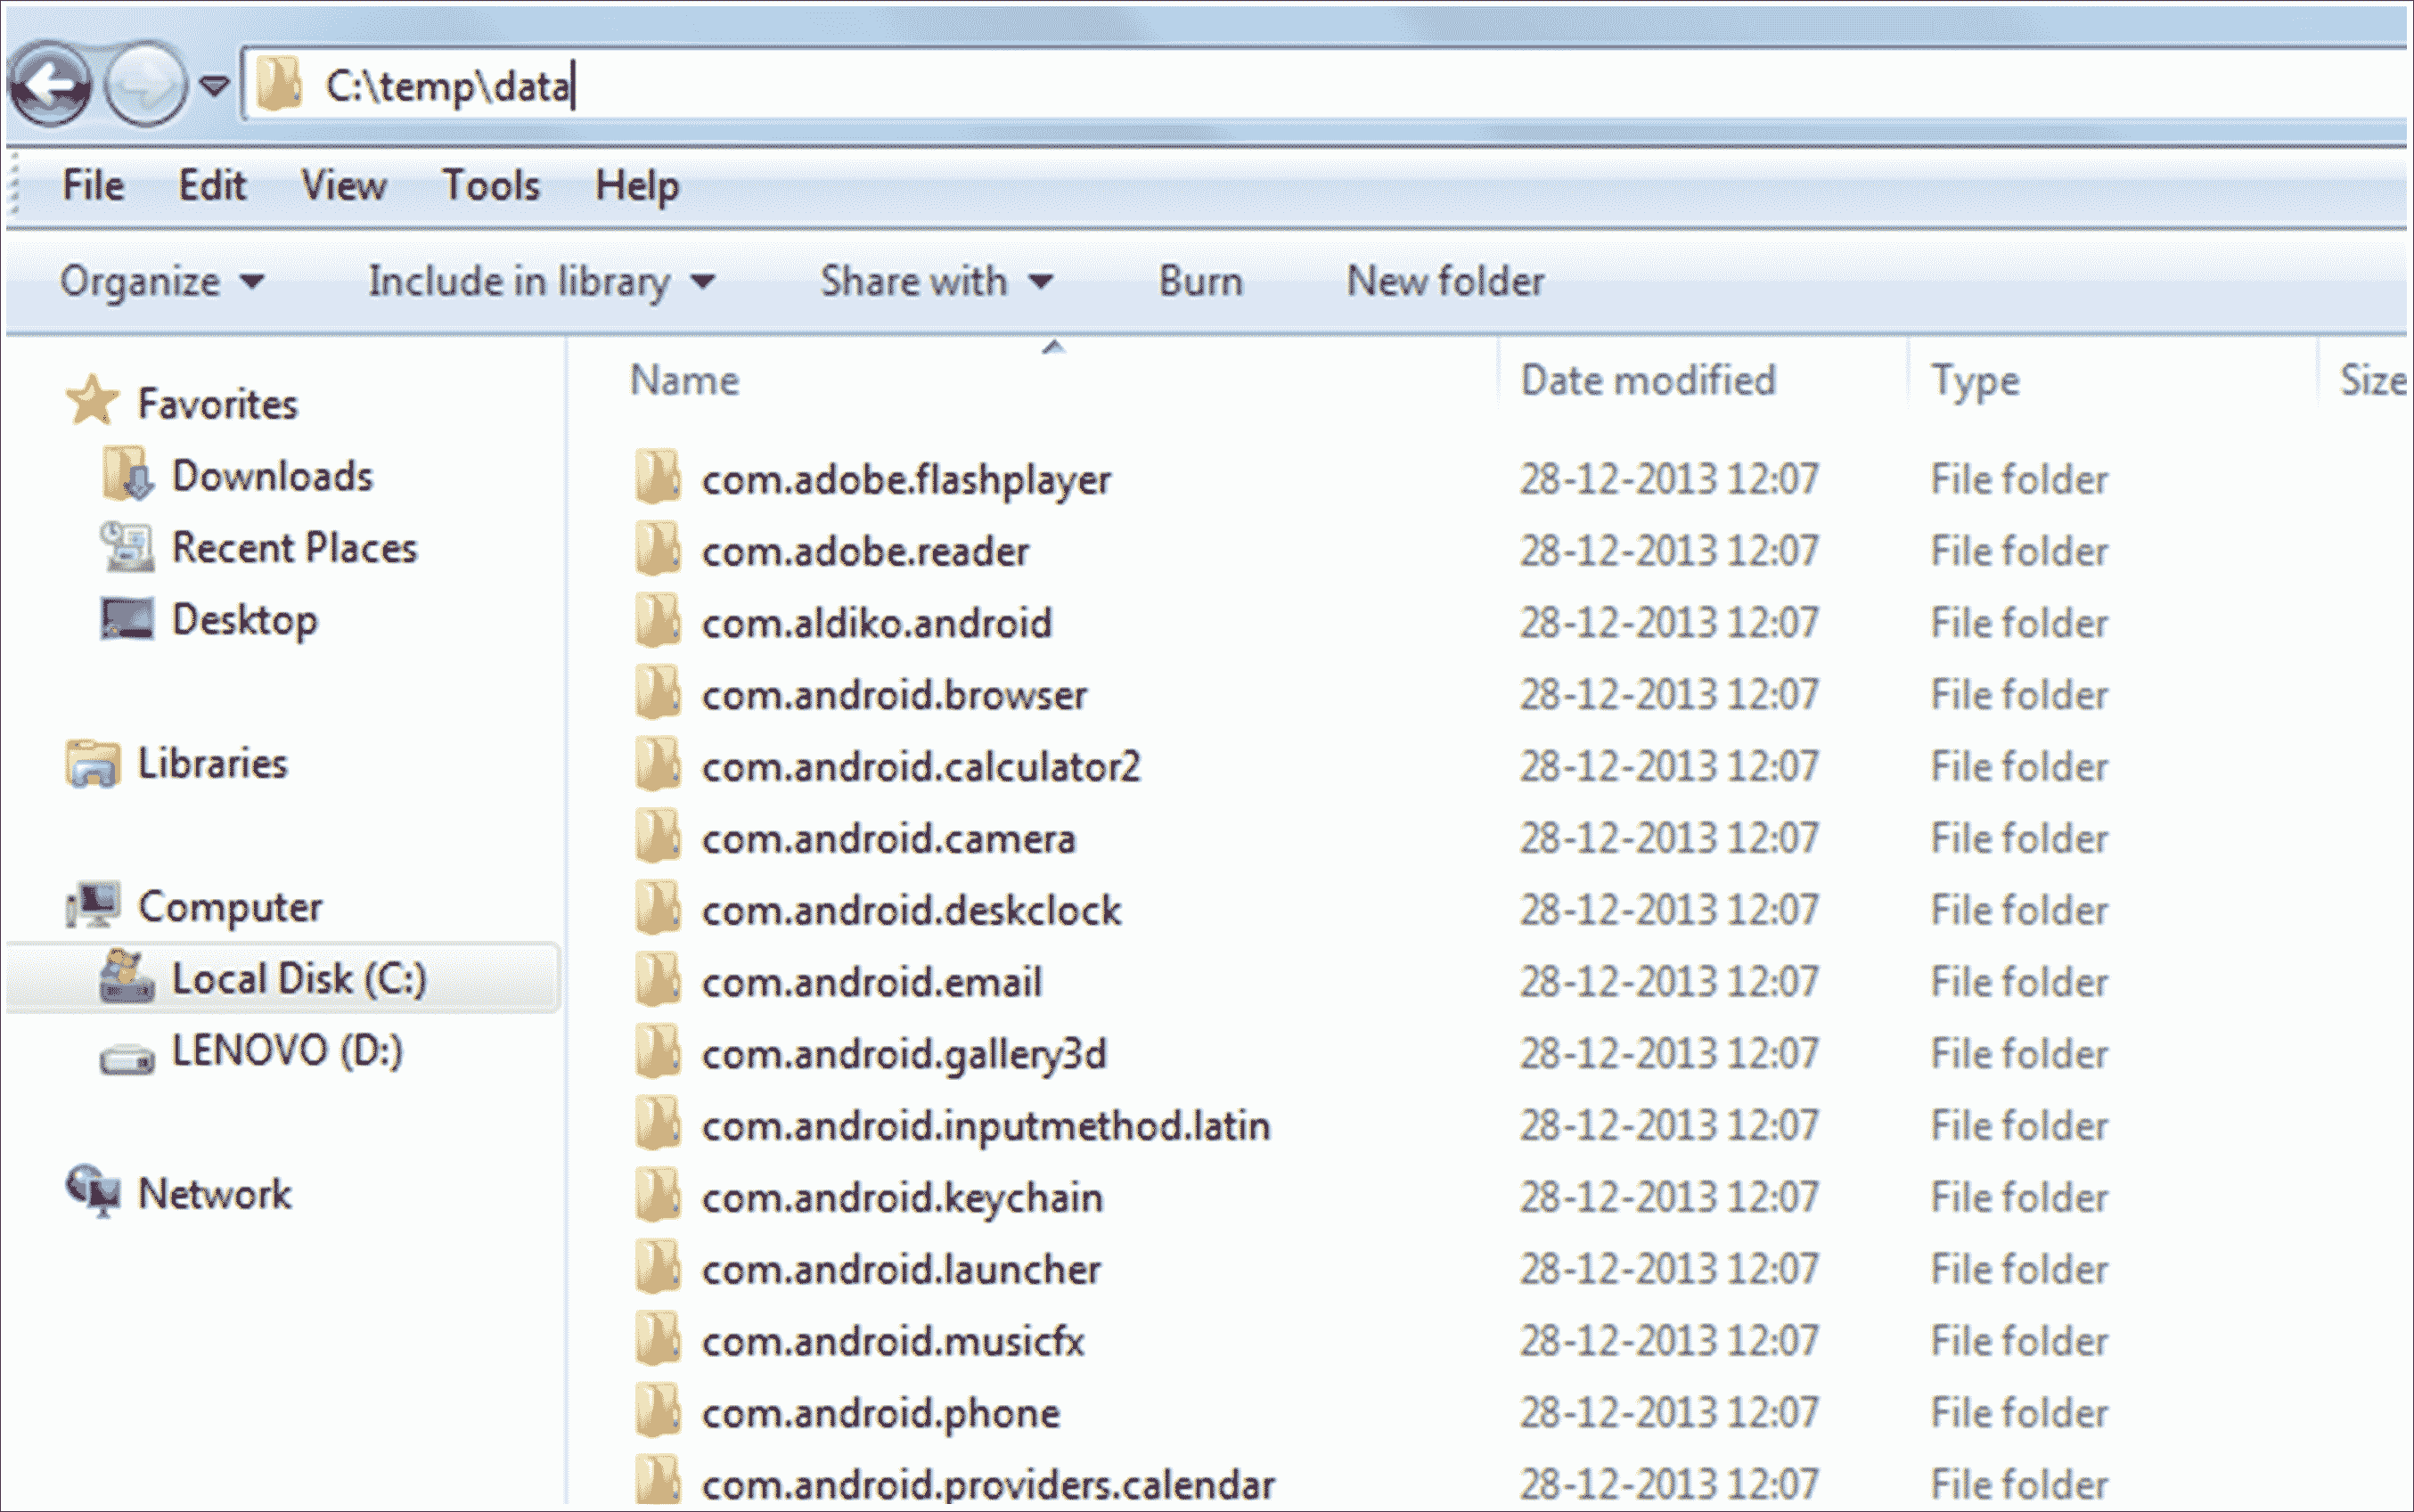 C:\temp\data
File Edit View Tools Help
Organize Include in library Share with Burn New folder
Favorites
Downloads
Recent Places
Desktop
Libraries
Computer
Local Disk (C:)
LENOVO (D:)
Network
Name Date modified Type Size
com.adobe.flashplayer 28-12-2013 12:07 File folder
com.adobe.reader 28-12-2013 12:07 File folder
com.aldiko.android 28-12-2013 12:07 File folder
com.android.browser 28-12-2013 12:07 File folder
com.android.calculator2 28-12-2013 12:07 File folder
com.android.camera 28-12-2013 12:07 File folder
com.android.deskclock 28-12-2013 12:07 File folder
com.android.email 28-12-2013 12:07 File folder
com.android.gallery3d 28-12-2013 12:07 File folder
com.android.inputmethod.latin 28-12-2013 12:07 File folder
com.android.keychain 28-12-2013 12:07 File folder
com.android.launcher 28-12-2013 12:07 File folder
com.android.musicfx 28-12-2013 12:07 File folder
com.android.phone 28-12-2013 12:07 File folder
com.android.providers.calendar 28-12-2013 12:07 File folder